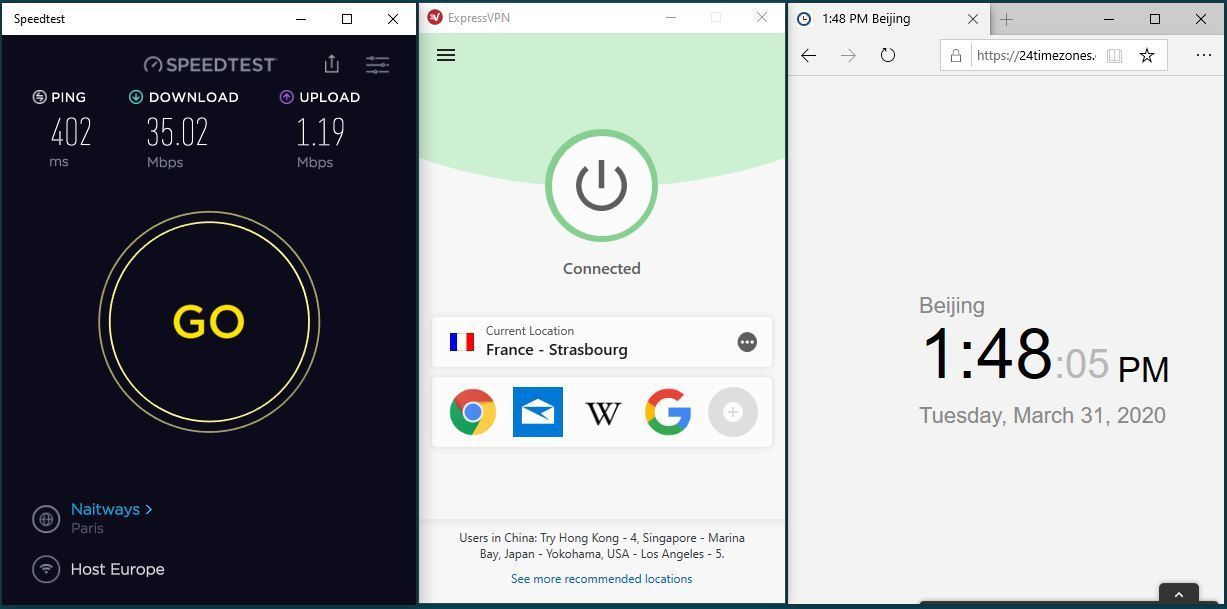 Speedtest
SPEEDTEST
PING DOWNLOAD UPLOAD
402 35.02 1.19
ms Mbps Mbps
GO
Naitways >
Paris
Host Europe
ExpressVPN
Connected
Current Location
France - Strasbourg
W
G
Users in China: Try Hong Kong - 4, Singapore - Marina
Bay, Japan - Yokohama, USA - Los Angeles - 5.
See more recommended locations
1:48 PM Beijing
https://24timezones.
Beijing
1:48:05 PM
Tuesday, March 31, 2020